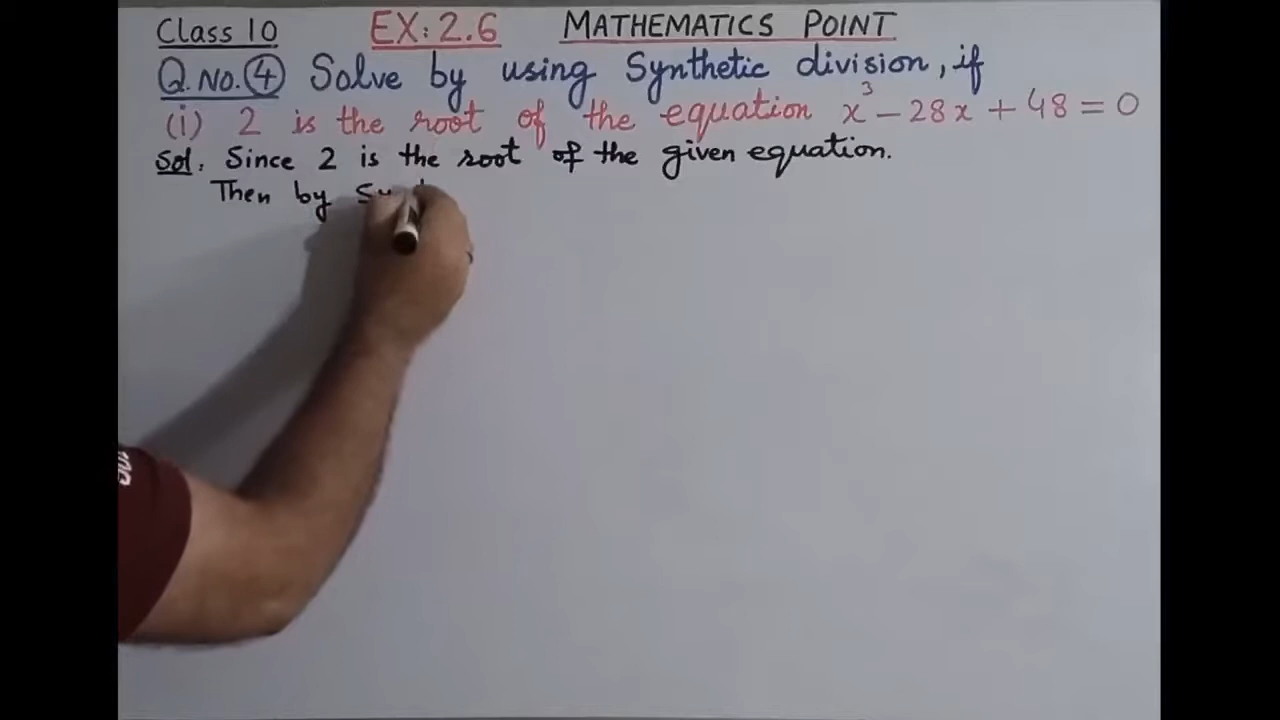 Class 10 EX: 2.6 MATHEMATICS POINT
Q.No.④ Solve by using Synthetic division, if
(i) 2 is the root of the equation x³ - 28x + 48 = 0
Sol. Since 2 is the root of the given equation.
Then by